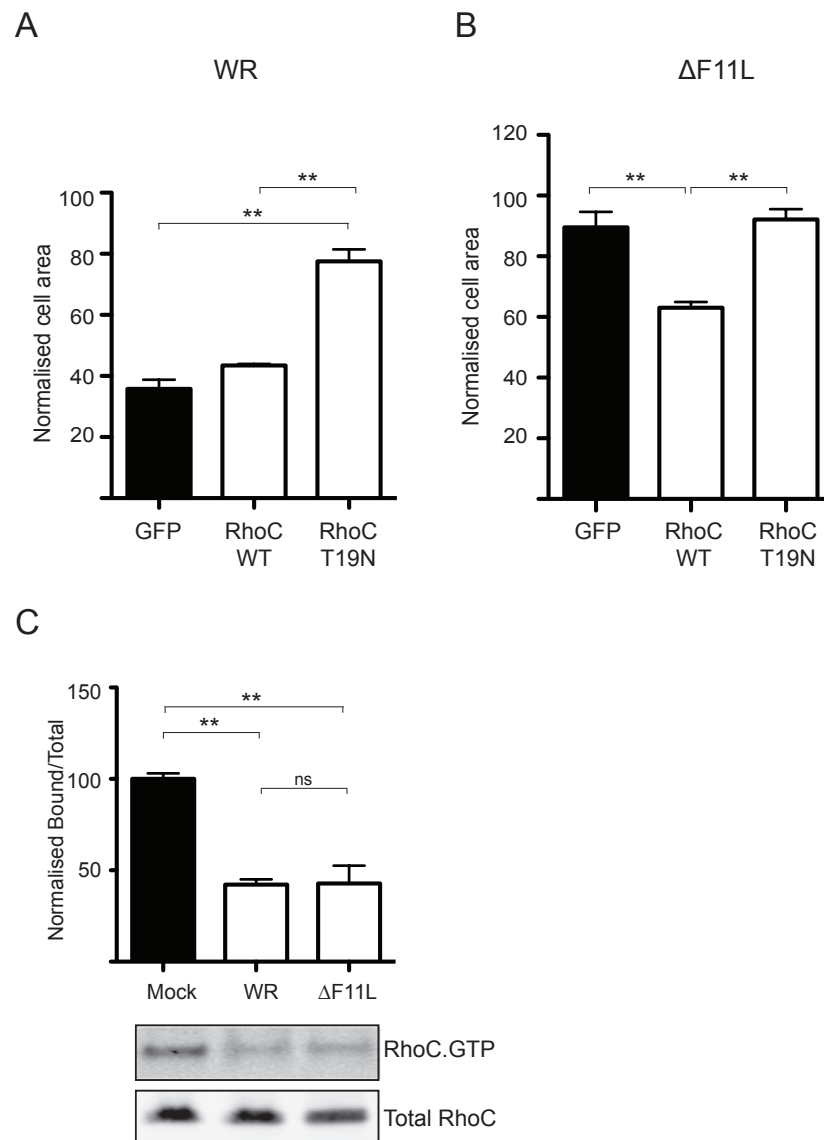 A
WR
Normalised cell area
100
80
60
40
20
**
**
GFP
RhoC
WT
RhoC
T19N
B
ΔF11L
Normalised cell area
120
100
80
60
40
20
**
**
GFP
RhoC
WT
RhoC
T19N
C
Normalised Bound/Total
150
100
50
**
**
ns
Mock
WR
ΔF11L
RhoC.GTP
Total RhoC